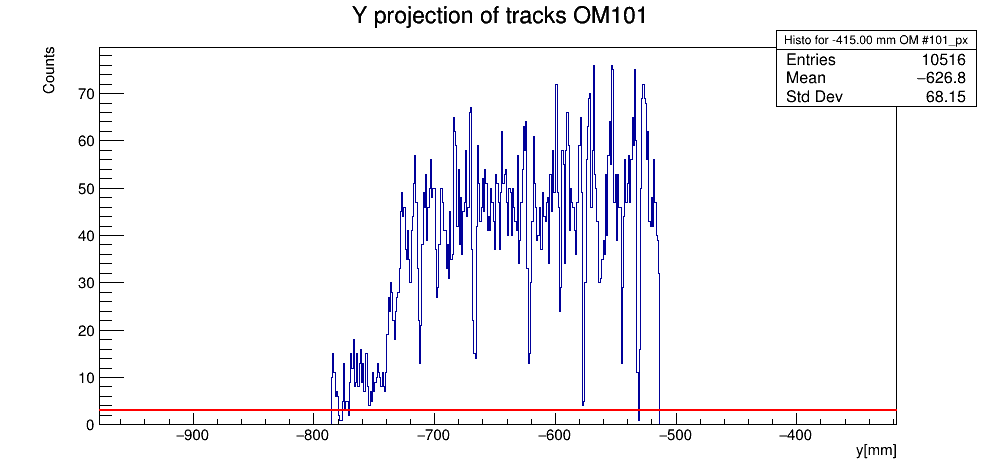 Y projection of tracks OM101
Histo for -415.00 mm OM #101_px
Entries 10516
Mean −626.8
Std Dev 68.15
Counts
70
60
50
40
30
20
10
0
−900 −800 −700 −600 −500 −400
y[mm]